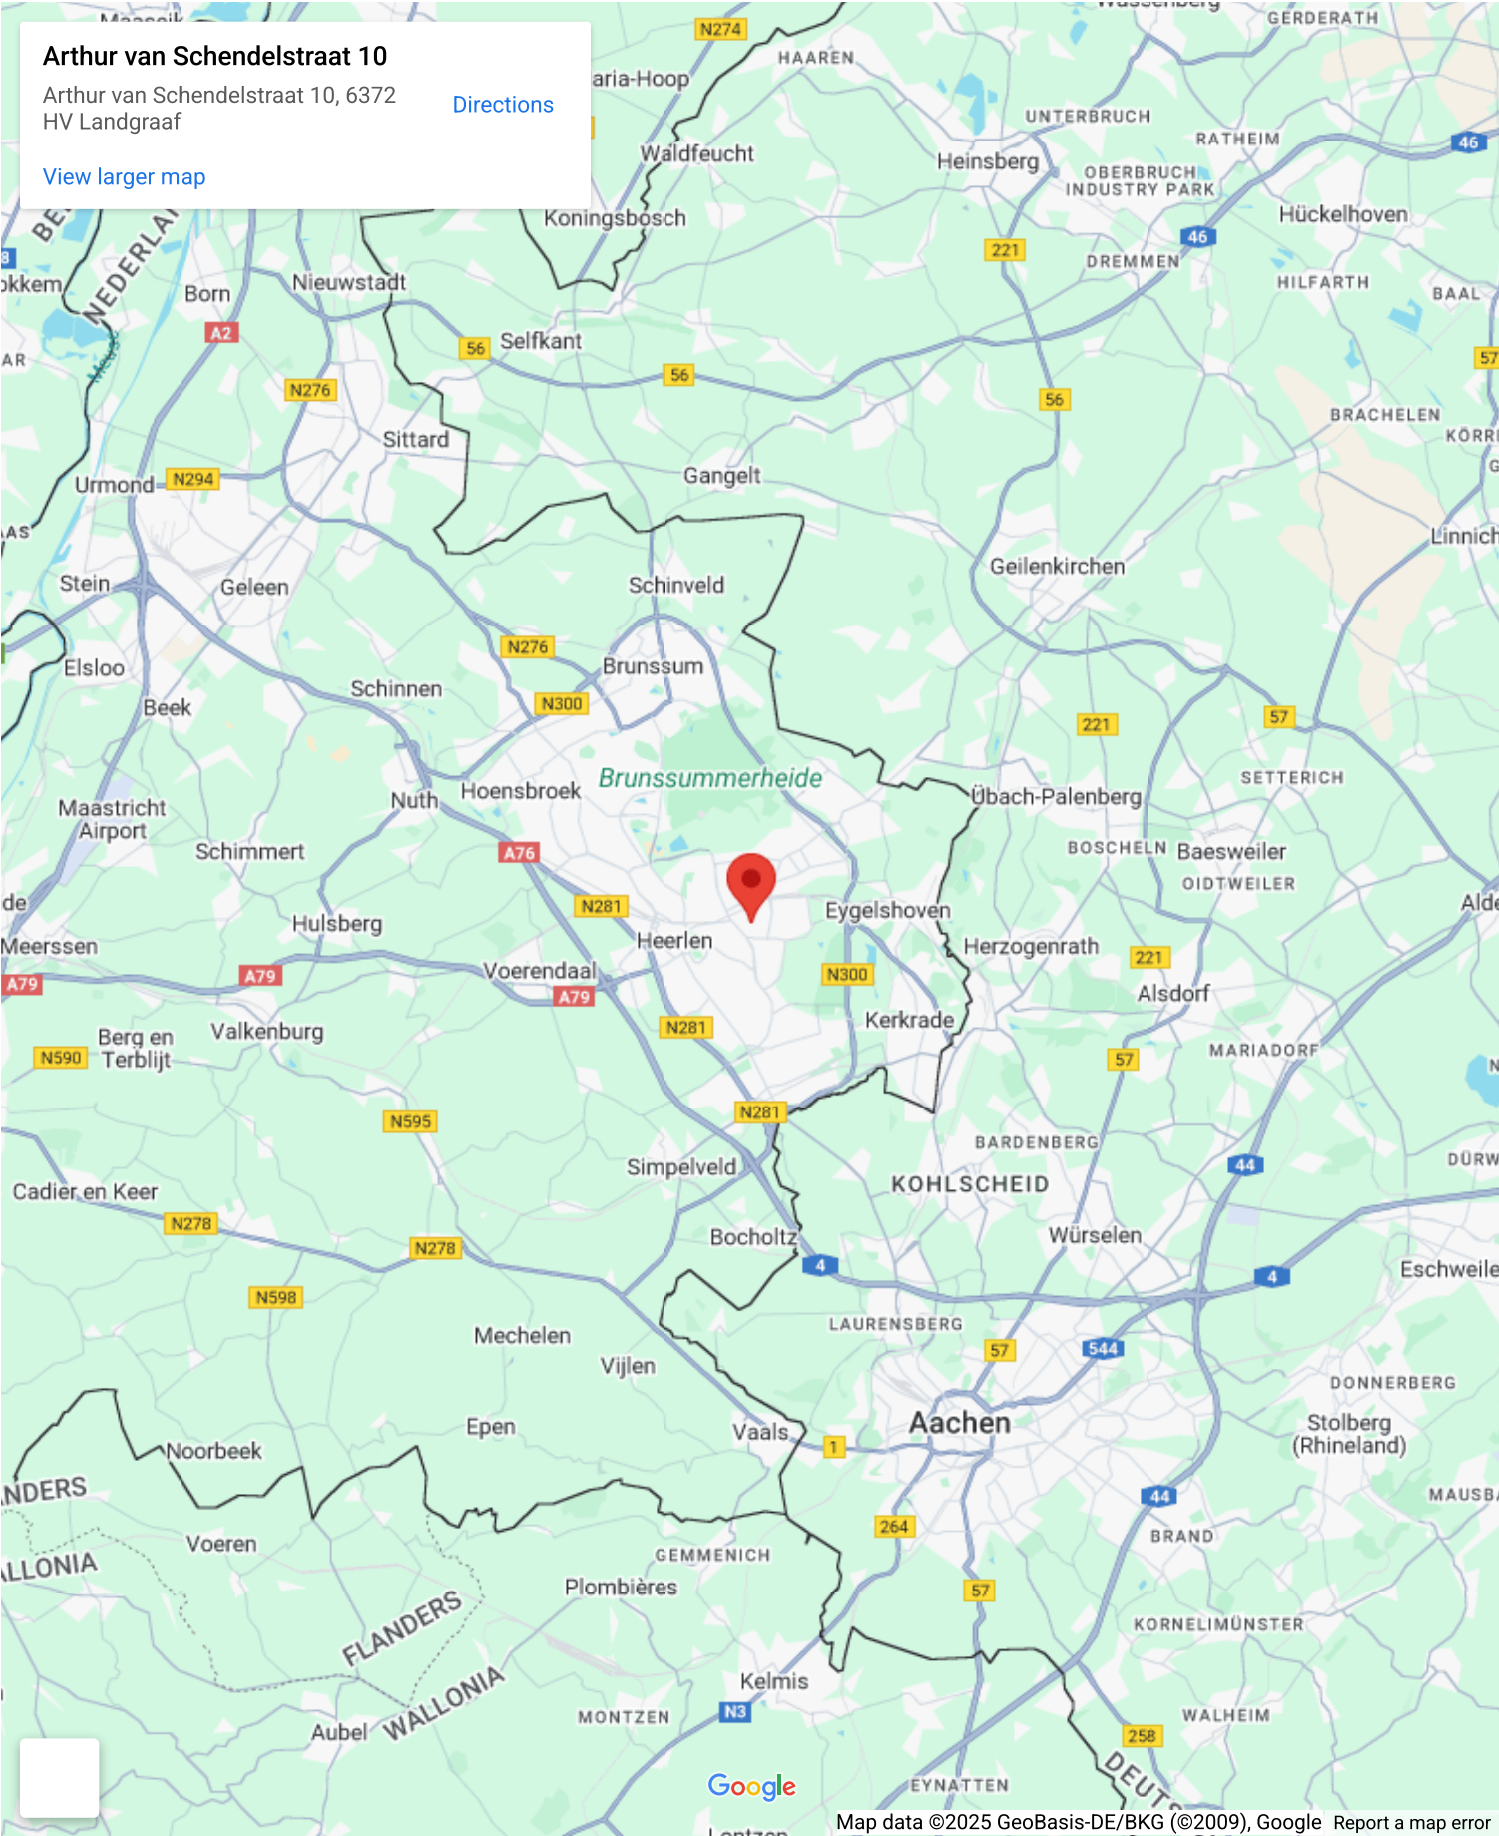 Arthur van Schendelstraat 10
Arthur van Schendelstraat 10, 6372
HV Landgraaf
Directions
View larger map
N274
HAAREN
GERDERATH
UNTERBRUCH
RATHEIM
46
Waldfeucht
Heinsberg
OBERBRUCH
INDUSTRY PARK
Koningsbosch
Hückelhoven
46
221
DREMMEN
HILFARTH
BAAL
Nieuwstadt
Born
A2
Meuse
Selfkant
56
56
56
57
N276
BRACHELEN
Sittard
Gangelt
N294
Urmond
Linnich
Geilenkirchen
Stein
Geleen
Schinveld
N276
Brunssum
Elsloo
Schinnen
N300
Beek
221
57
Brunssummerheide
SETTERICH
Hoensbroek
Nuth
Übach-Palenberg
Maastricht
Airport
Schimmert
A76
BOSCHELN
Baesweiler
OIDTWEILER
N281
Eygelshoven
Hulsberg
Heerlen
Meerssen
Herzogenrath
221
A79
A79
Voerendaal
A79
N300
Alsdorf
Valkenburg
N281
Kerkrade
Berg en
Terblijt
N590
MARIADORF
57
N595
N281
BARDENBERG
Simpelveld
44
KOHLSCHEID
Cadier en Keer
N278
N278
Bocholtz
Würselen
4
4
N598
LAURENSBERG
Mechelen
57
544
Vijlen
DONNERBERG
Epen
Vaals
1
Aachen
Stolberg
(Rhineland)
Noorbeek
44
264
BRAND
Voeren
GEMMENICH
Plombières
57
FLANDERS
KORNELIMÜNSTER
WALLONIA
Kelmis
N3
MONTZEN
Aubel
WALHEIM
258
Google
EYNATTEN
Map data ©2025 GeoBasis-DE/BKG (©2009), Google
Report a map error